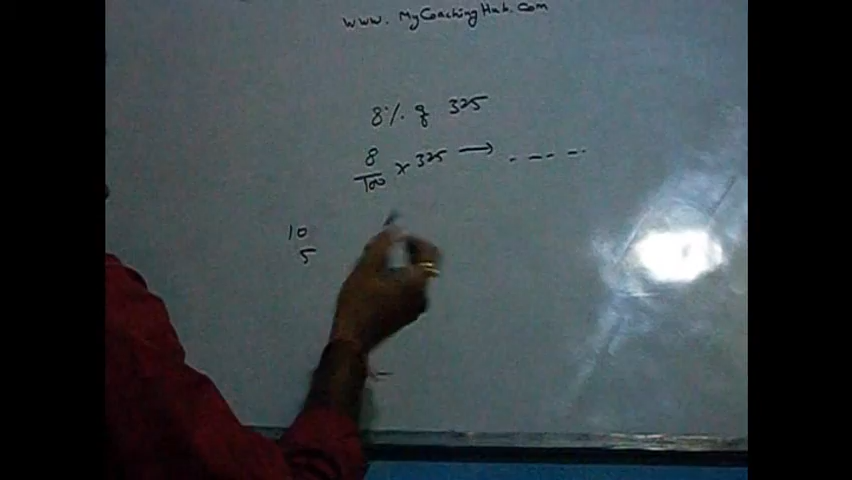 www. MyCoachingHub.com
8% of 325
8/100 x 325 → - - - -
10
5